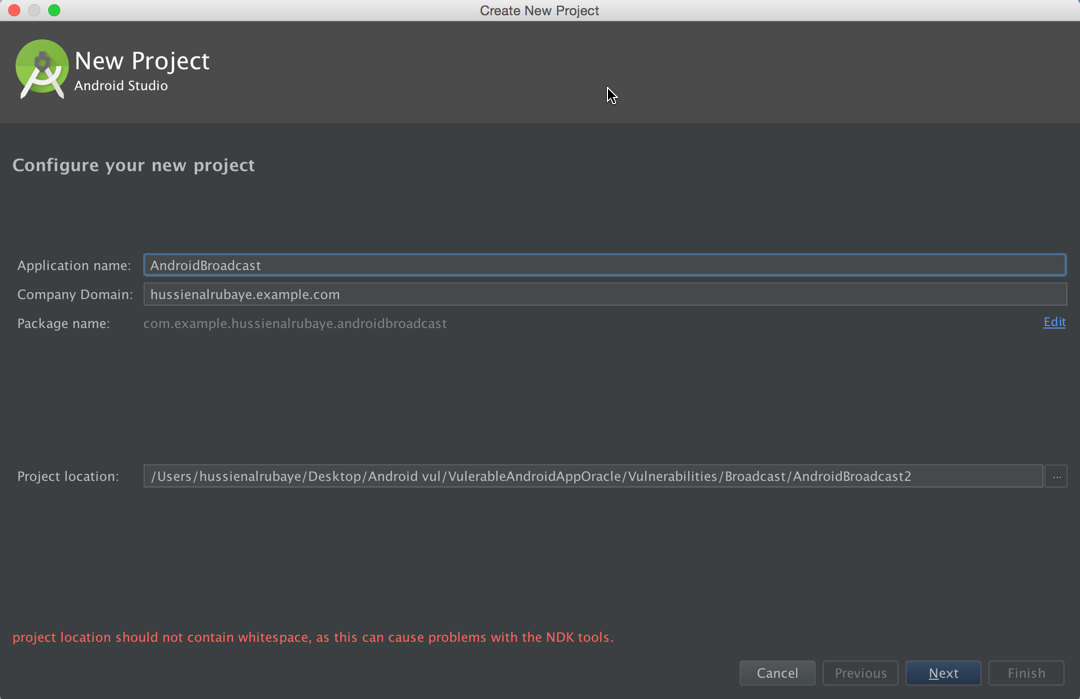 Create New Project
New Project
Android Studio
Configure your new project
Application name: AndroidBroadcast
Company Domain: hussienalrubaye.example.com
Package name: com.example.hussienalrubaye.androidbroadcast Edit
Project location: /Users/hussienalrubaye/Desktop/Android vul/VulerableAndroidAppOracle/Vulnerabilities/Broadcast/AndroidBroadcast2 ...
project location should not contain whitespace, as this can cause problems with the NDK tools.
Cancel Previous Next Finish